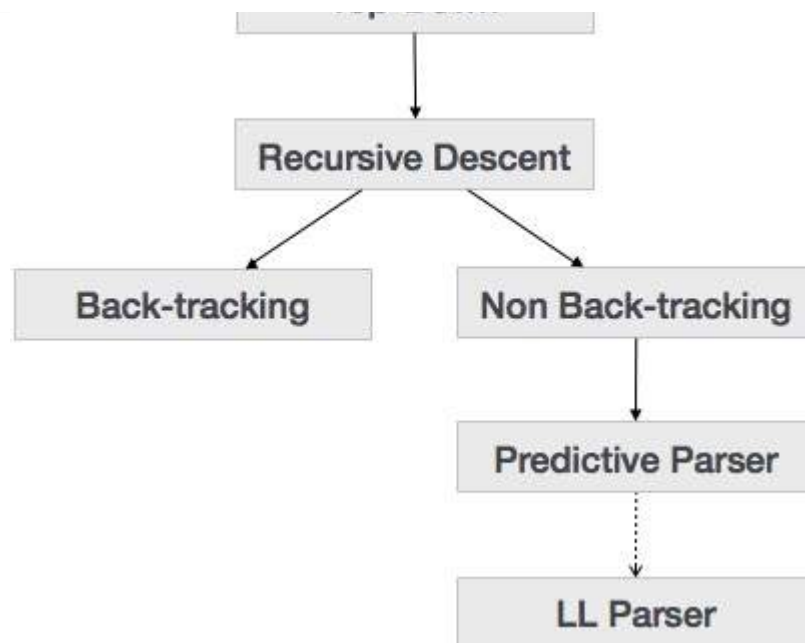 Recursive Descent
Back-tracking
Non Back-tracking
Predictive Parser
LL Parser